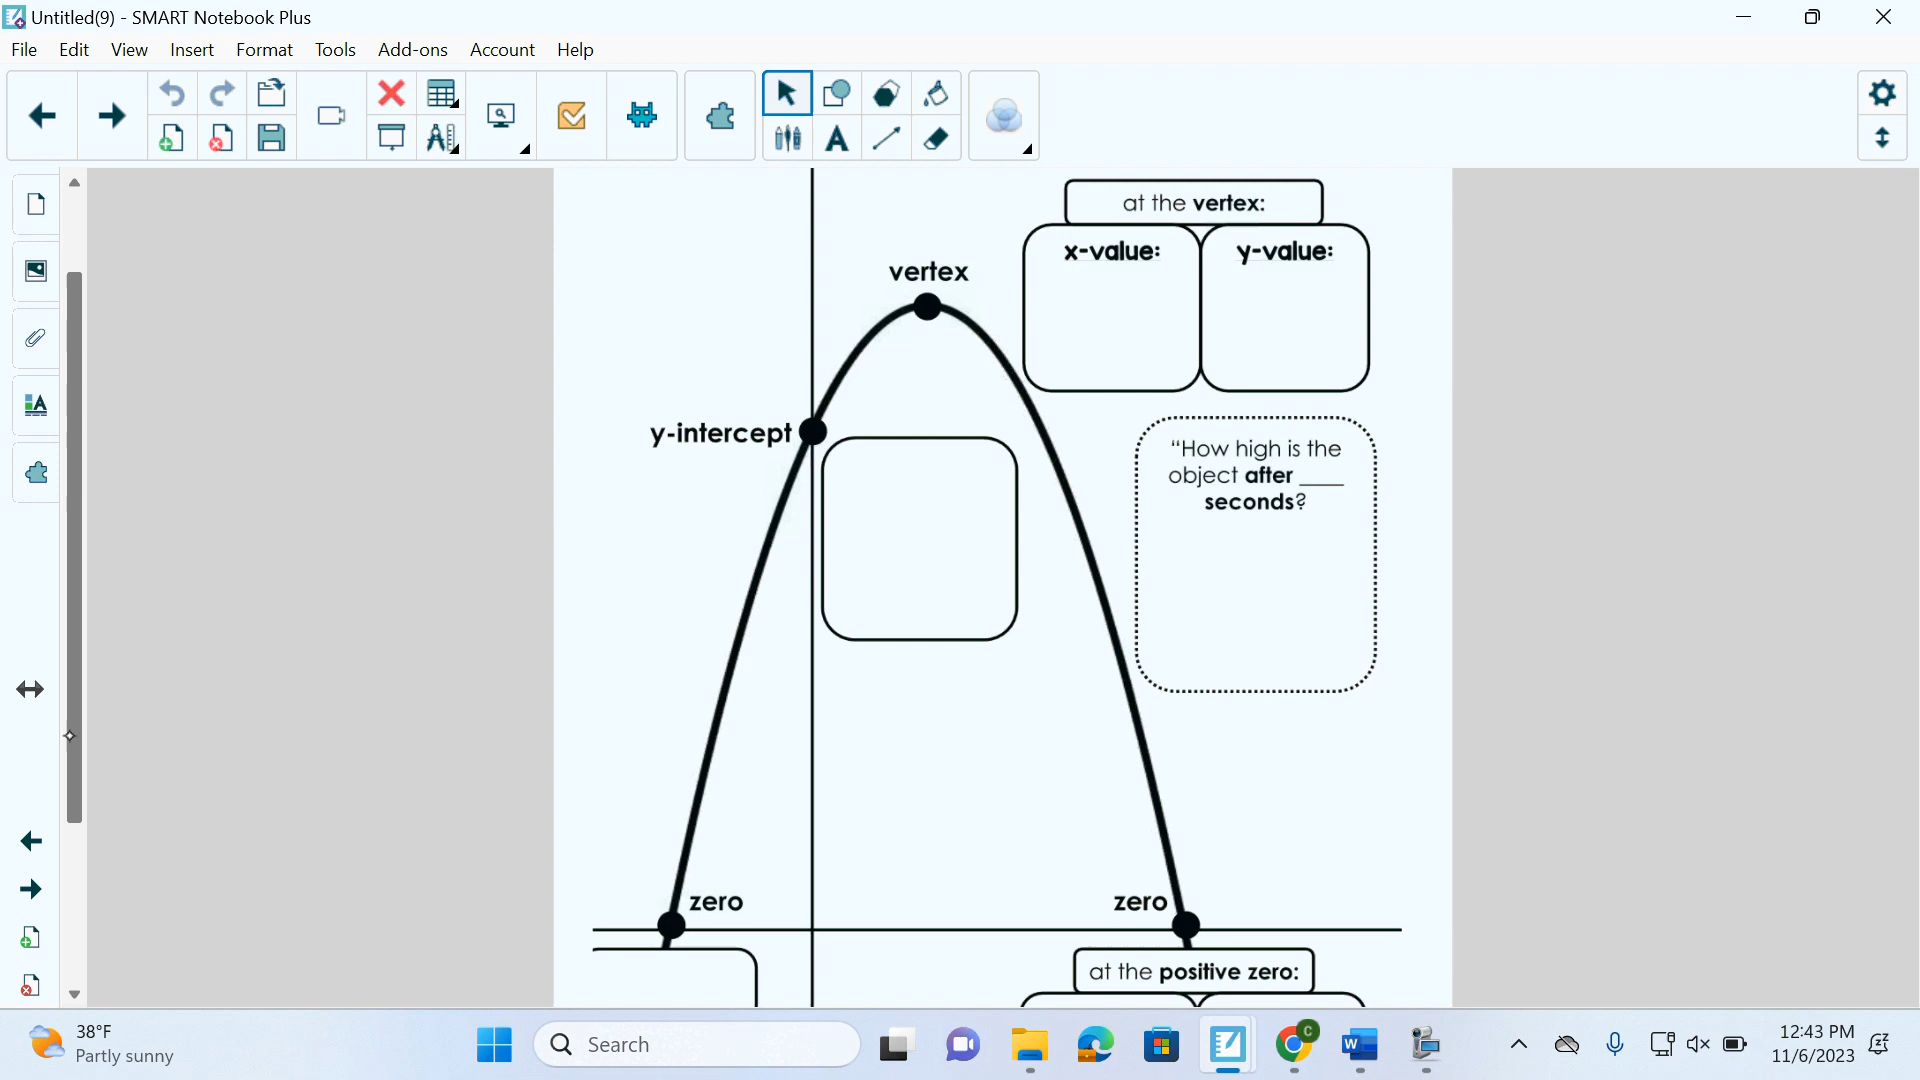 Untitled(9) - SMART Notebook Plus
File Edit View Insert Format Tools Add-ons Account Help
at the vertex:
x-value: y-value:
vertex
y-intercept
“How high is the
object after ____
seconds?
zero zero
at the positive zero:
38°F
Partly sunny
Search
C
W
12:43 PM
11/6/2023